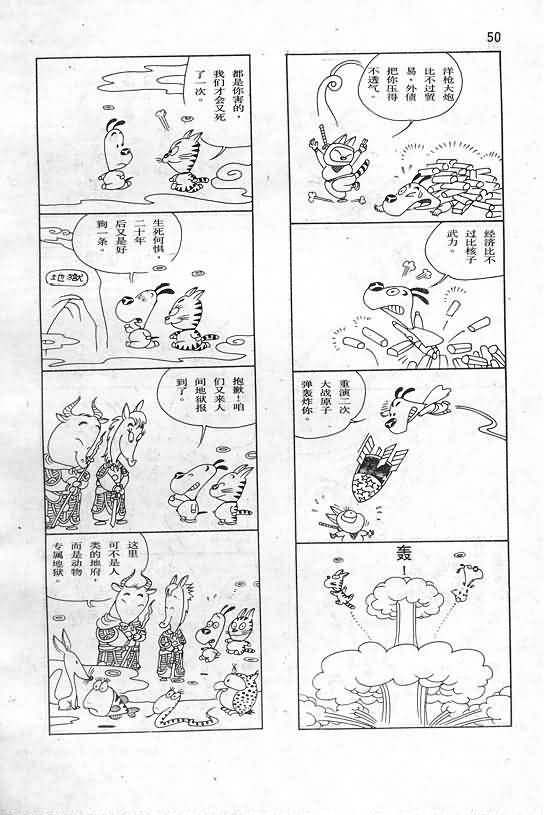 50
洋枪大炮
比不过贸
易，外债
把你压得
不透气。
经济比不
过比核子
武力。
重演二次
大战原子
弹轰炸你。
轰！
都是你害的，
我们才会又死
了一次。
生死何惧，
二十年
后又是好
狗一条。
地獄
抱歉！咱
们又来人
间地狱报
到了。
这里
可不是人
类的地府，
而是动物
专属地狱。